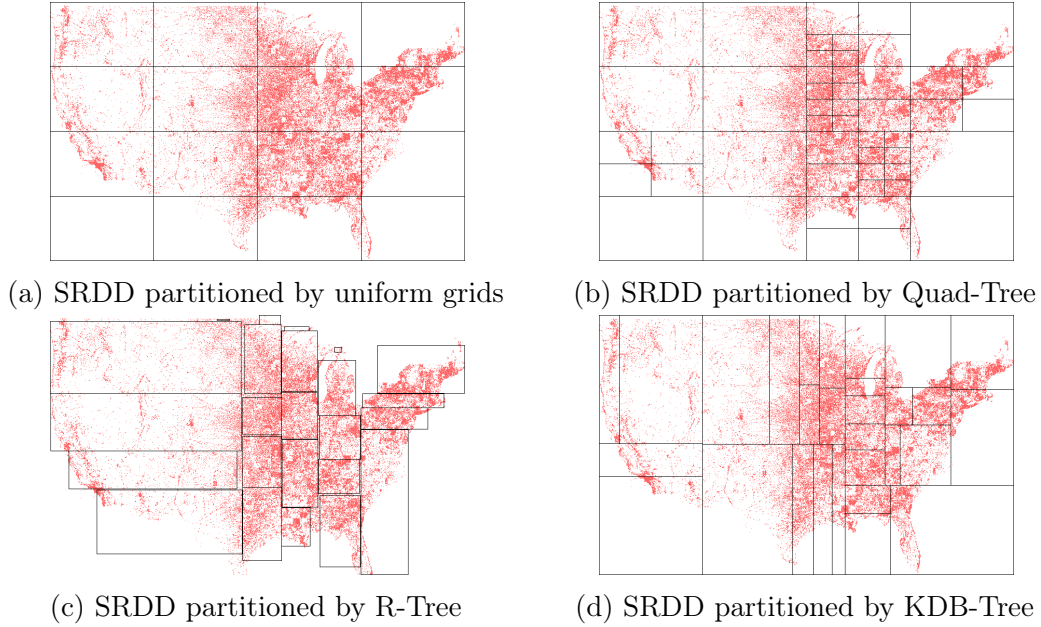 (a) SRDD partitioned by uniform grids
(b) SRDD partitioned by Quad-Tree
(c) SRDD partitioned by R-Tree
(d) SRDD partitioned by KDB-Tree